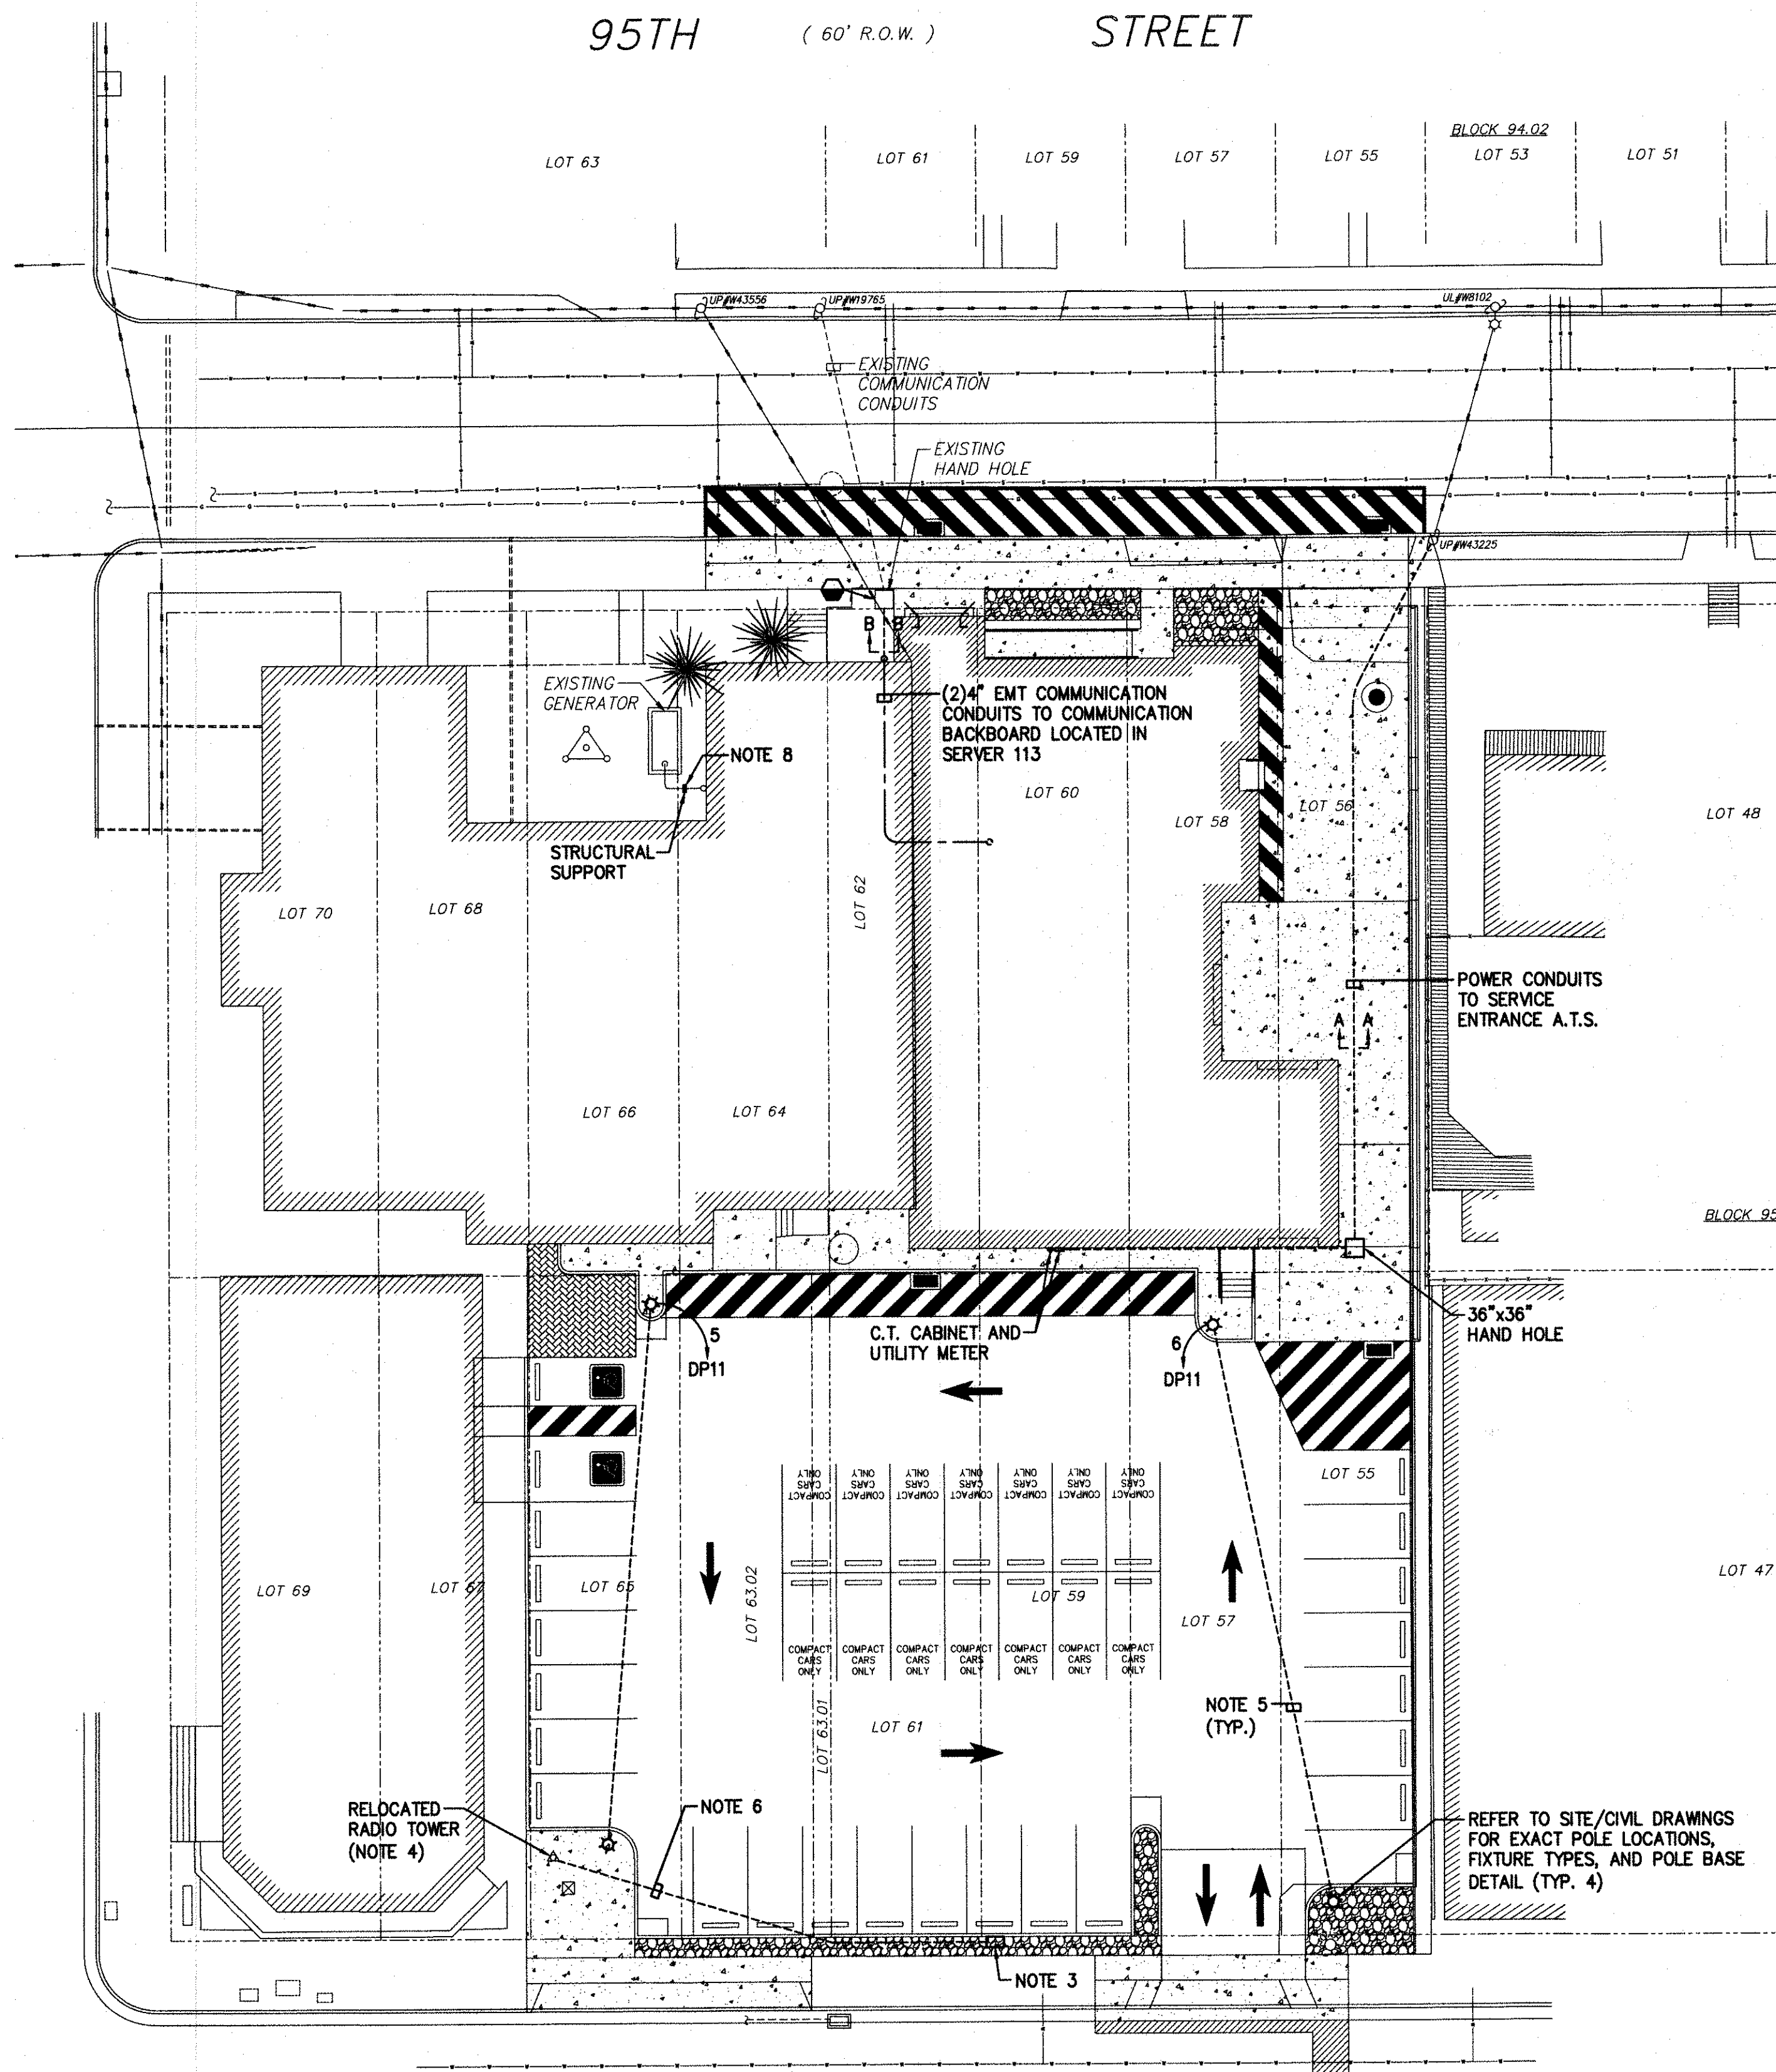 95TH ( 60' R.O.W. ) STREET
BLOCK 94.02
LOT 63
LOT 61
LOT 59
LOT 57
LOT 55
LOT 53
LOT 51
UP#W43556
UP#W19765
UL#W8102
EXISTING
COMMUNICATION
CONDUITS
EXISTING
HAND HOLE
UP#W43225
B B
EXISTING
GENERATOR
(2)4" EMT COMMUNICATION
CONDUITS TO COMMUNICATION
BACKBOARD LOCATED IN
SERVER 113
NOTE 8
LOT 60
LOT 58
LOT 56
LOT 48
STRUCTURAL
SUPPORT
LOT 70
LOT 68
LOT 62
POWER CONDUITS
TO SERVICE
ENTRANCE A.T.S.
A A
LOT 66
LOT 64
BLOCK 95
36"x36"
HAND HOLE
5
DP11
C.T. CABINET AND
UTILITY METER
6
DP11
LOT 55
COMPACT
CARS
ONLY
COMPACT
CARS
ONLY
COMPACT
CARS
ONLY
COMPACT
CARS
ONLY
COMPACT
CARS
ONLY
COMPACT
CARS
ONLY
COMPACT
CARS
ONLY
LOT 69
LOT 67
LOT 65
LOT 63.02
LOT 59
LOT 57
LOT 47
COMPACT
CARS
ONLY
COMPACT
CARS
ONLY
COMPACT
CARS
ONLY
COMPACT
CARS
ONLY
COMPACT
CARS
ONLY
COMPACT
CARS
ONLY
COMPACT
CARS
ONLY
NOTE 5
(TYP.)
LOT 63.01
LOT 61
RELOCATED
RADIO TOWER
(NOTE 4)
NOTE 6
REFER TO SITE/CIVIL DRAWINGS
FOR EXACT POLE LOCATIONS,
FIXTURE TYPES, AND POLE BASE
DETAIL (TYP. 4)
NOTE 3